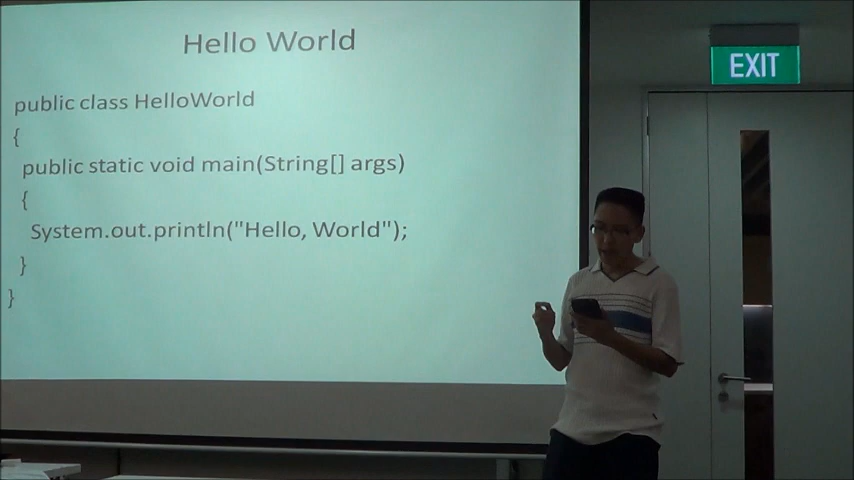 Hello World
public class HelloWorld
{
public static void main(String[] args)
{
System.out.println("Hello, World");
}
}
EXIT